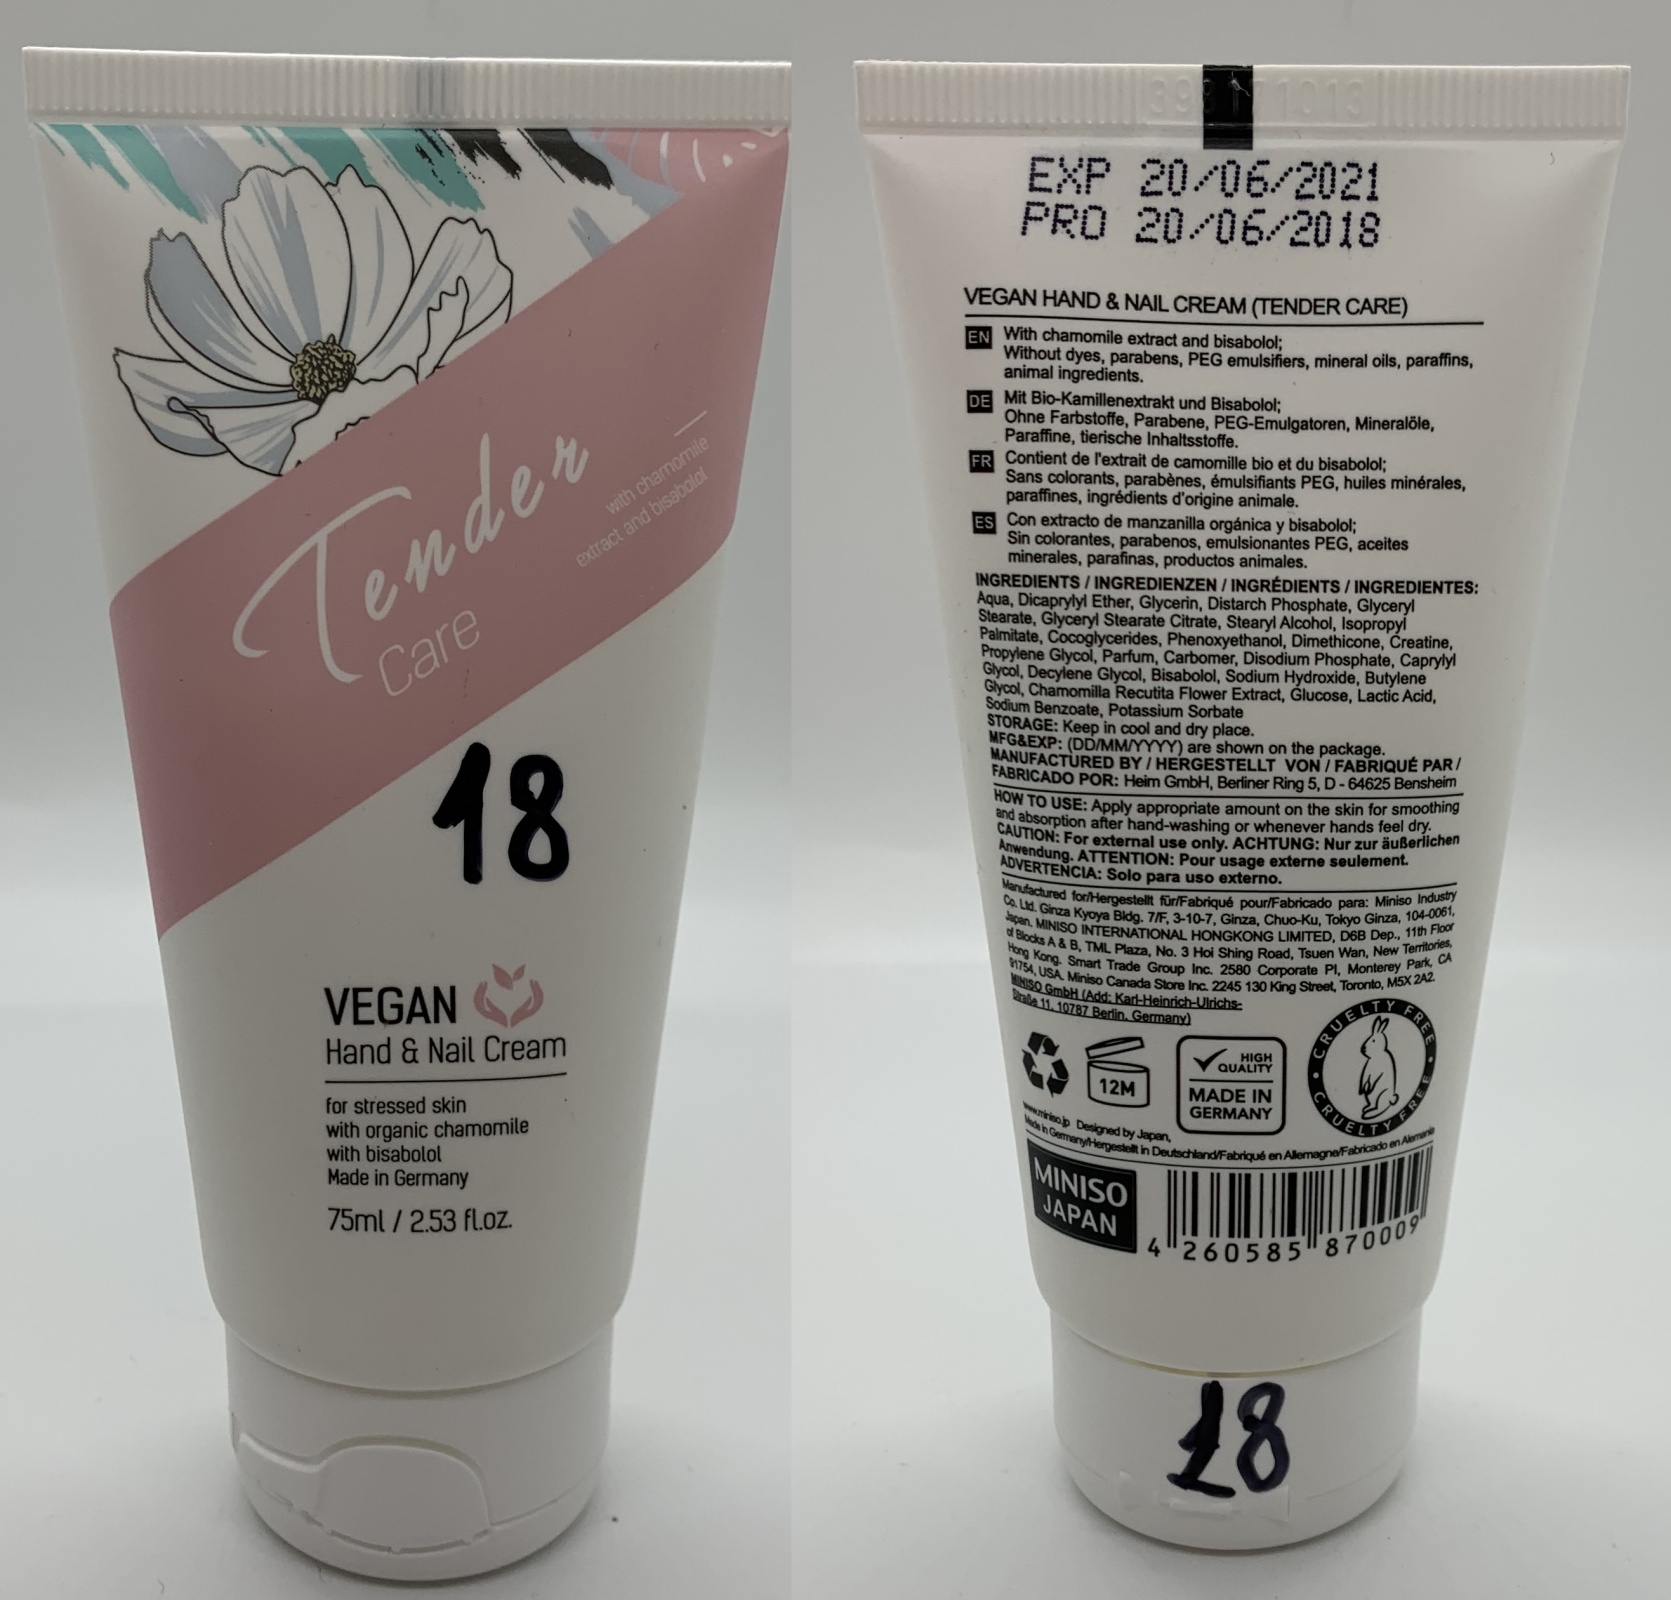 Tender
Care
with chamomile
extract and bisabolol
18
VEGAN
Hand & Nail Cream
for stressed skin
with organic chamomile
with bisabolol
Made in Germany
75ml / 2.53 fl.oz.
EXP 20/06/2021
PRO 20/06/2018
VEGAN HAND & NAIL CREAM (TENDER CARE)
EN With chamomile extract and bisabolol;
Without dyes, parabens, PEG emulsifiers, mineral oils, paraffins,
animal ingredients.
DE Mit Bio-Kamillenextrakt und Bisabolol;
Ohne Farbstoffe, Parabene, PEG-Emulgatoren, Mineralöle,
Paraffine, tierische Inhaltsstoffe.
FR Contient de l'extrait de camomille bio et du bisabolol;
Sans colorants, parabènes, émulsifiants PEG, huiles minérales,
paraffines, ingrédients d'origine animale.
ES Con extracto de manzanilla orgánica y bisabolol;
Sin colorantes, parabenos, emulsionantes PEG, aceites
minerales, parafinas, productos animales.
INGREDIENTS / INGREDIENZEN / INGRÉDIENTS / INGREDIENTES:
Aqua, Dicaprylyl Ether, Glycerin, Distarch Phosphate, Glyceryl
Stearate, Glyceryl Stearate Citrate, Stearyl Alcohol, Isopropyl
Palmitate, Cocoglycerides, Phenoxyethanol, Dimethicone, Creatine,
Propylene Glycol, Parfum, Carbomer, Disodium Phosphate, Caprylyl
Glycol, Decylene Glycol, Bisabolol, Sodium Hydroxide, Butylene
Glycol, Chamomilla Recutita Flower Extract, Glucose, Lactic Acid,
Sodium Benzoate, Potassium Sorbate
STORAGE: Keep in cool and dry place.
MFG&EXP: (DD/MM/YYYY) are shown on the package.
MANUFACTURED BY / HERGESTELLT VON / FABRIQUÉ PAR /
FABRICADO POR: Heim GmbH, Berliner Ring 5, D - 64625 Bensheim
HOW TO USE: Apply appropriate amount on the skin for smoothing
and absorption after hand-washing or whenever hands feel dry.
CAUTION: For external use only. ACHTUNG: Nur zur äußerlichen
Anwendung. ATTENTION: Pour usage externe seulement.
ADVERTENCIA: Solo para uso externo.
Manufactured for/Hergestellt für/Fabriqué pour/Fabricado para: Miniso Industry
Co. Ltd. Ginza Kyoya Bldg. 7/F, 3-10-7, Ginza, Chuo-Ku, Tokyo Ginza, 104-0061,
Japan. MINISO INTERNATIONAL HONGKONG LIMITED, D6B Dep., 11th Floor
of Blocks A & B, TML Plaza, No. 3 Hoi Shing Road, Tsuen Wan, New Territories,
Hong Kong. Smart Trade Group Inc. 2580 Corporate Pl, Monterey Park, CA
91754, USA. Miniso Canada Store Inc. 2245 130 King Street, Toronto, M5X 2A2.
MINISO GmbH (Add: Karl-Heinrich-Ulrichs-
Straße 11, 10787 Berlin, Germany)
12M
HIGH
QUALITY
MADE IN
GERMANY
CRUELTY FREE
CRUELTY FREE
www.miniso.jp Designed by Japan,
Made in Germany/Hergestellt in Deutschland/Fabriqué en Allemagne/Fabricado en Alemania
MINISO
JAPAN
4 260585 870009
18